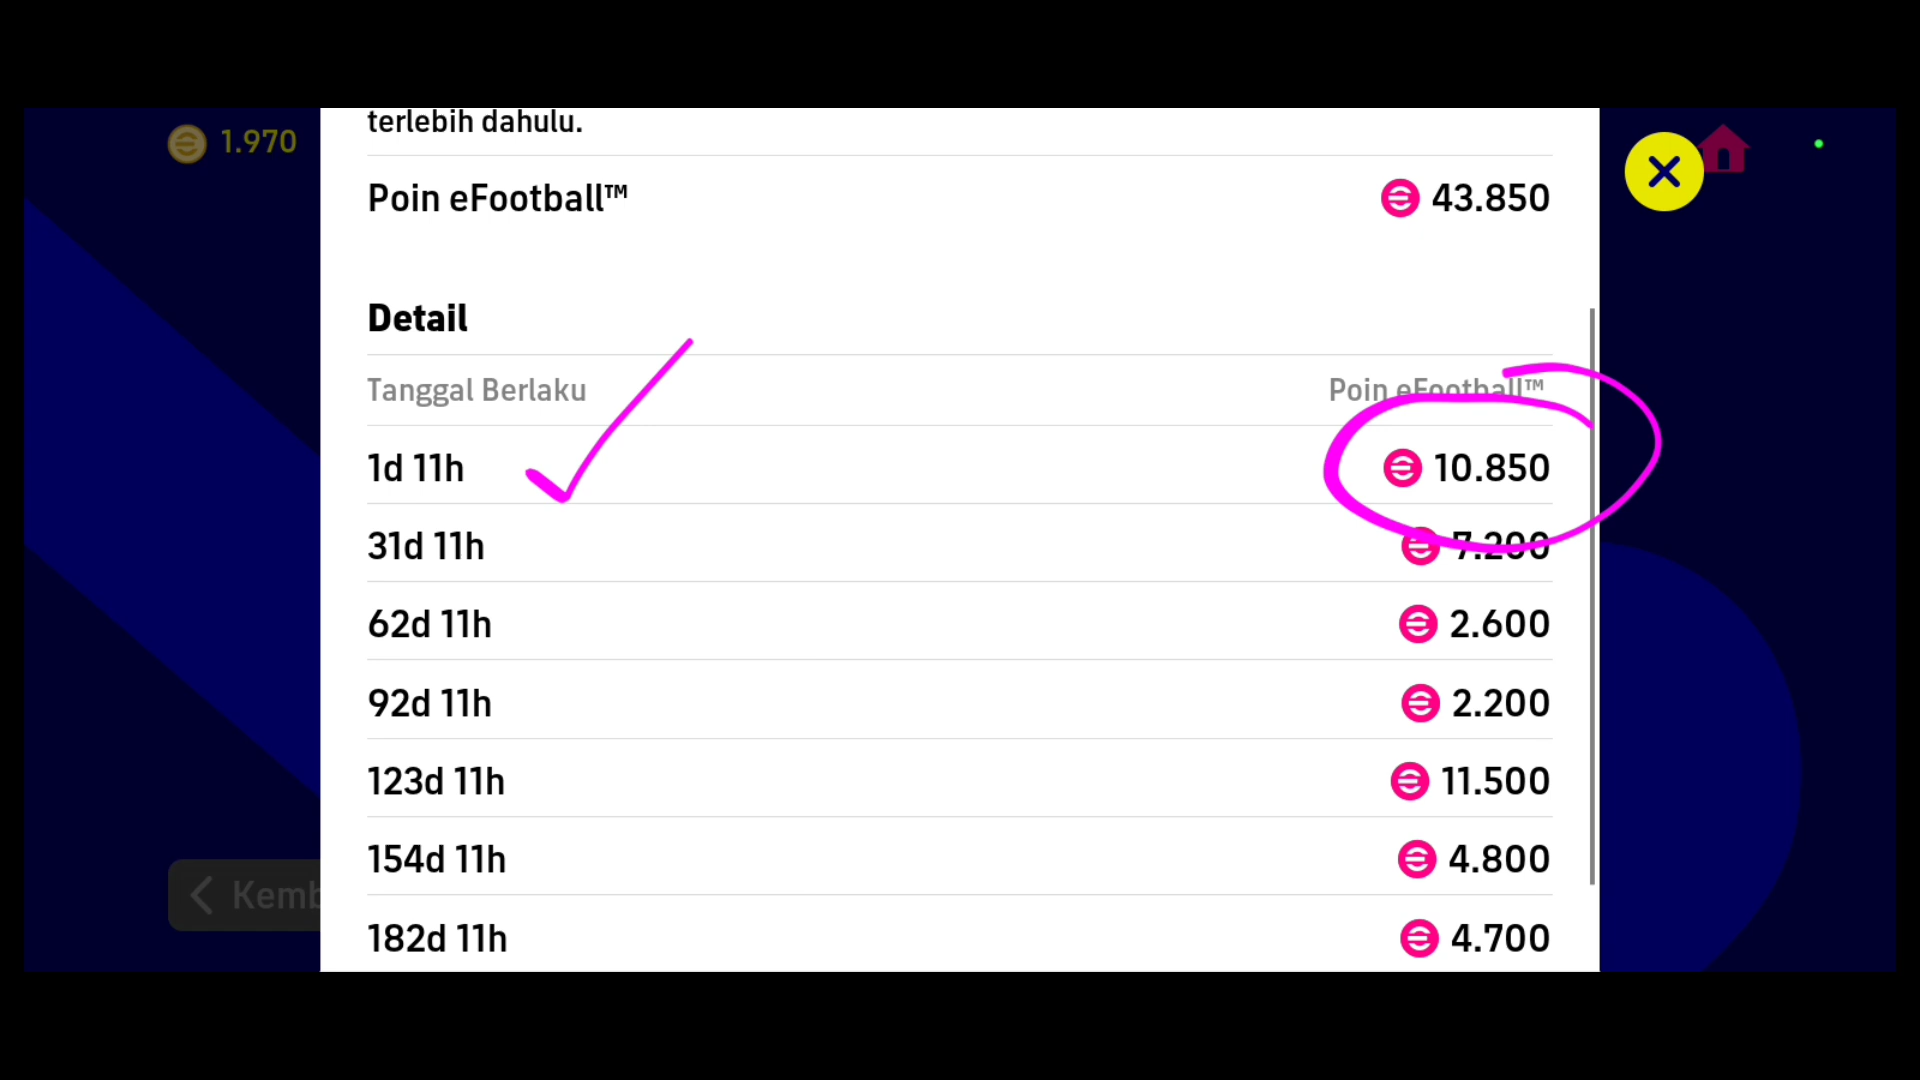 terlebih dahulu.
1.970
Poin eFootball™ 43.850
Detail
Tanggal Berlaku Poin eFootball™
1d 11h 10.850
31d 11h 7.200
62d 11h 2.600
92d 11h 2.200
123d 11h 11.500
154d 11h 4.800
Kemb
182d 11h 4.700